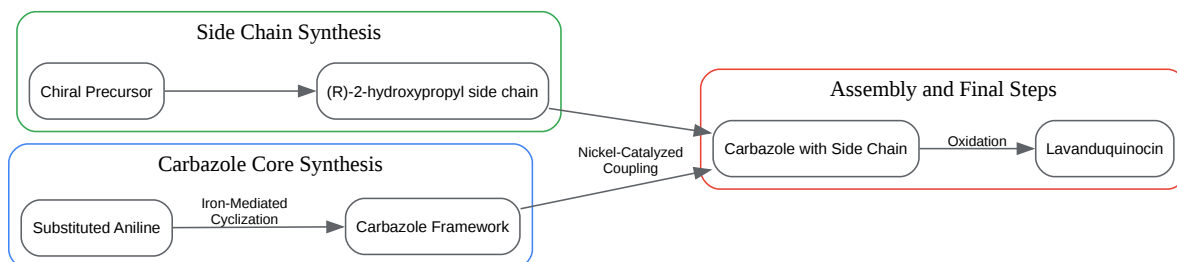 Side Chain Synthesis
Chiral Precursor
(R)-2-hydroxypropyl side chain
Carbazole Core Synthesis
Substituted Aniline
Iron-Mediated
Cyclization
Carbazole Framework
Nickel-Catalyzed
Coupling
Assembly and Final Steps
Carbazole with Side Chain
Oxidation
Lavanduquinocin